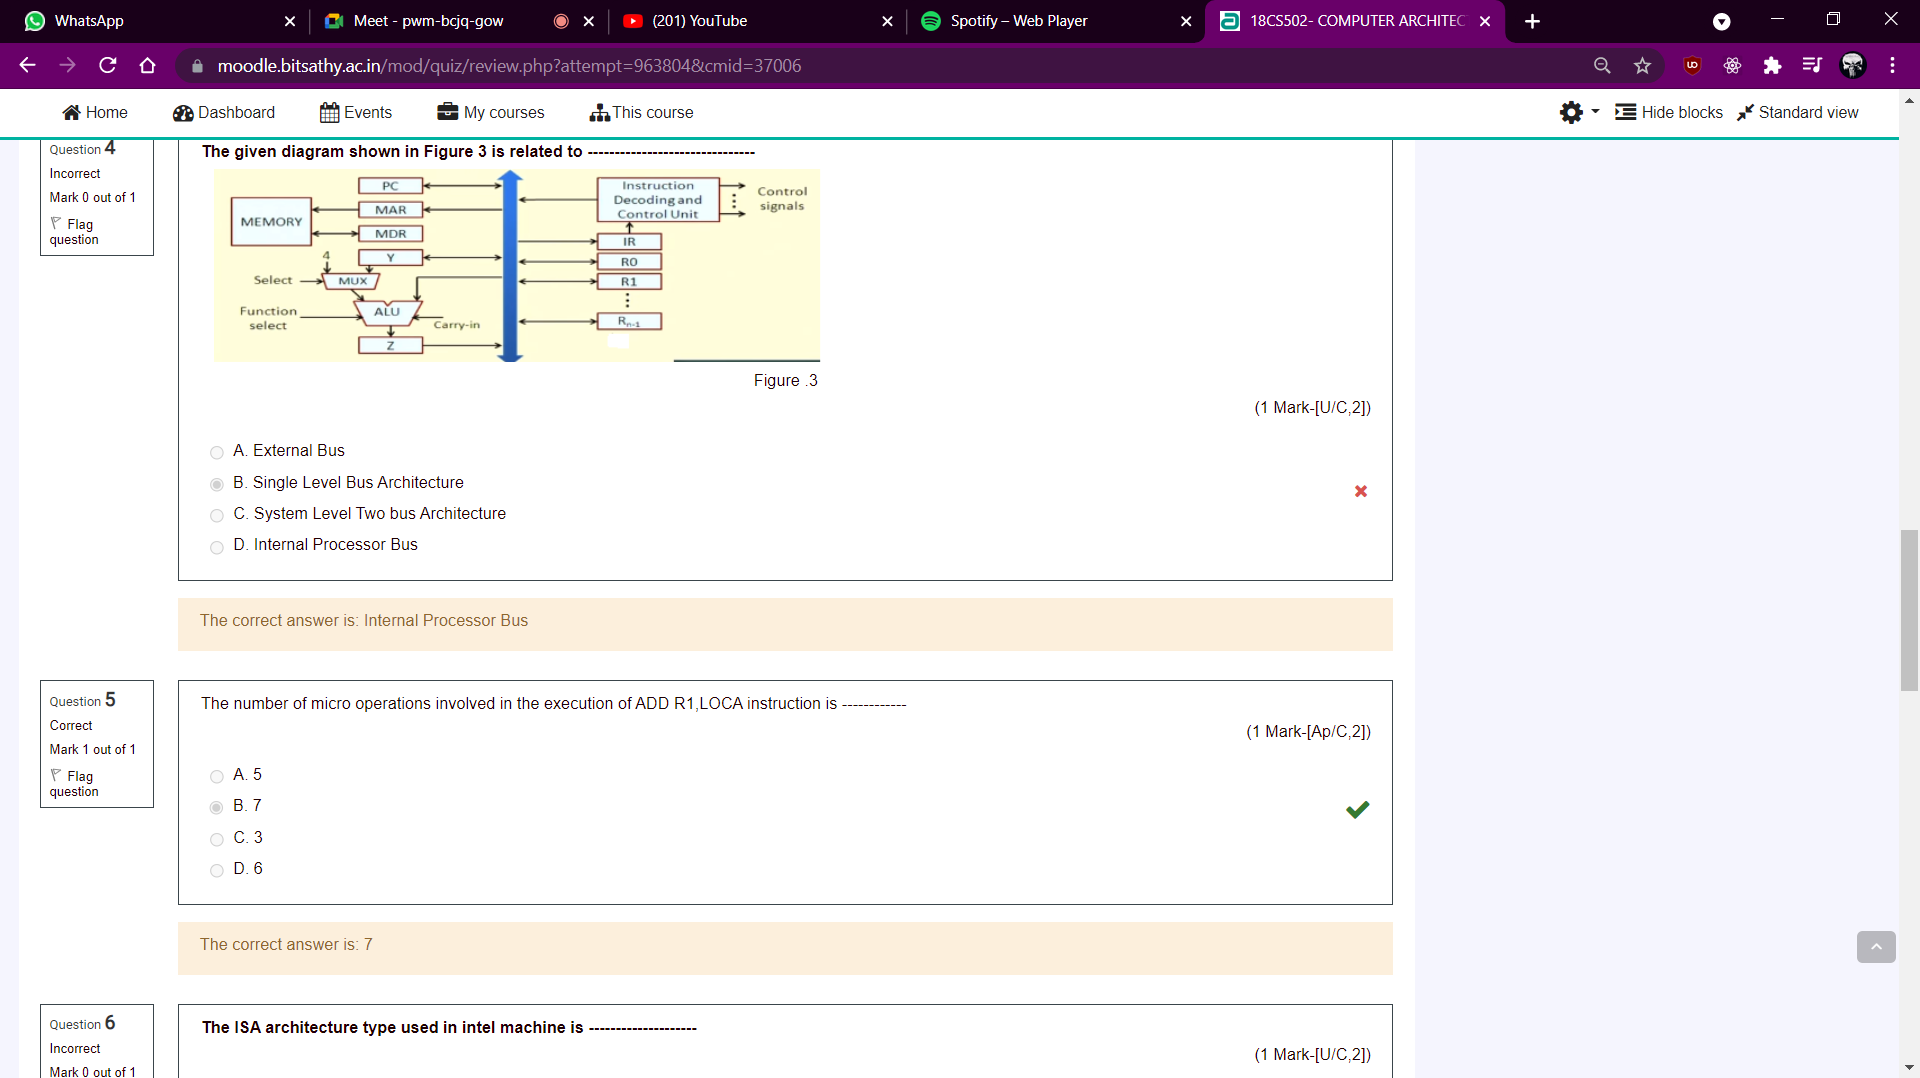 WhatsApp
Meet - pwm-bcjq-gow
(201) YouTube
Spotify – Web Player
18CS502- COMPUTER ARCHITEC
moodle.bitsathy.ac.in/mod/quiz/review.php?attempt=963804&cmid=37006
Home
Dashboard
Events
My courses
This course
Hide blocks
Standard view
Question 4
Incorrect
Mark 0 out of 1
Flag
question
The given diagram shown in Figure 3 is related to -------------------------------
PC
MAR
MEMORY
MDR
Y
4
Select
MUX
Function
select
ALU
Carry-in
Z
Instruction
Decoding and
Control Unit
Control
signals
IR
R0
R1
Rn-1
Figure .3
(1 Mark-[U/C,2])
A. External Bus
B. Single Level Bus Architecture
C. System Level Two bus Architecture
D. Internal Processor Bus
The correct answer is: Internal Processor Bus
Question 5
Correct
Mark 1 out of 1
Flag
question
The number of micro operations involved in the execution of ADD R1,LOCA instruction is ------------
(1 Mark-[Ap/C,2])
A. 5
B. 7
C. 3
D. 6
The correct answer is: 7
Question 6
Incorrect
Mark 0 out of 1
The ISA architecture type used in intel machine is --------------------
(1 Mark-[U/C,2])